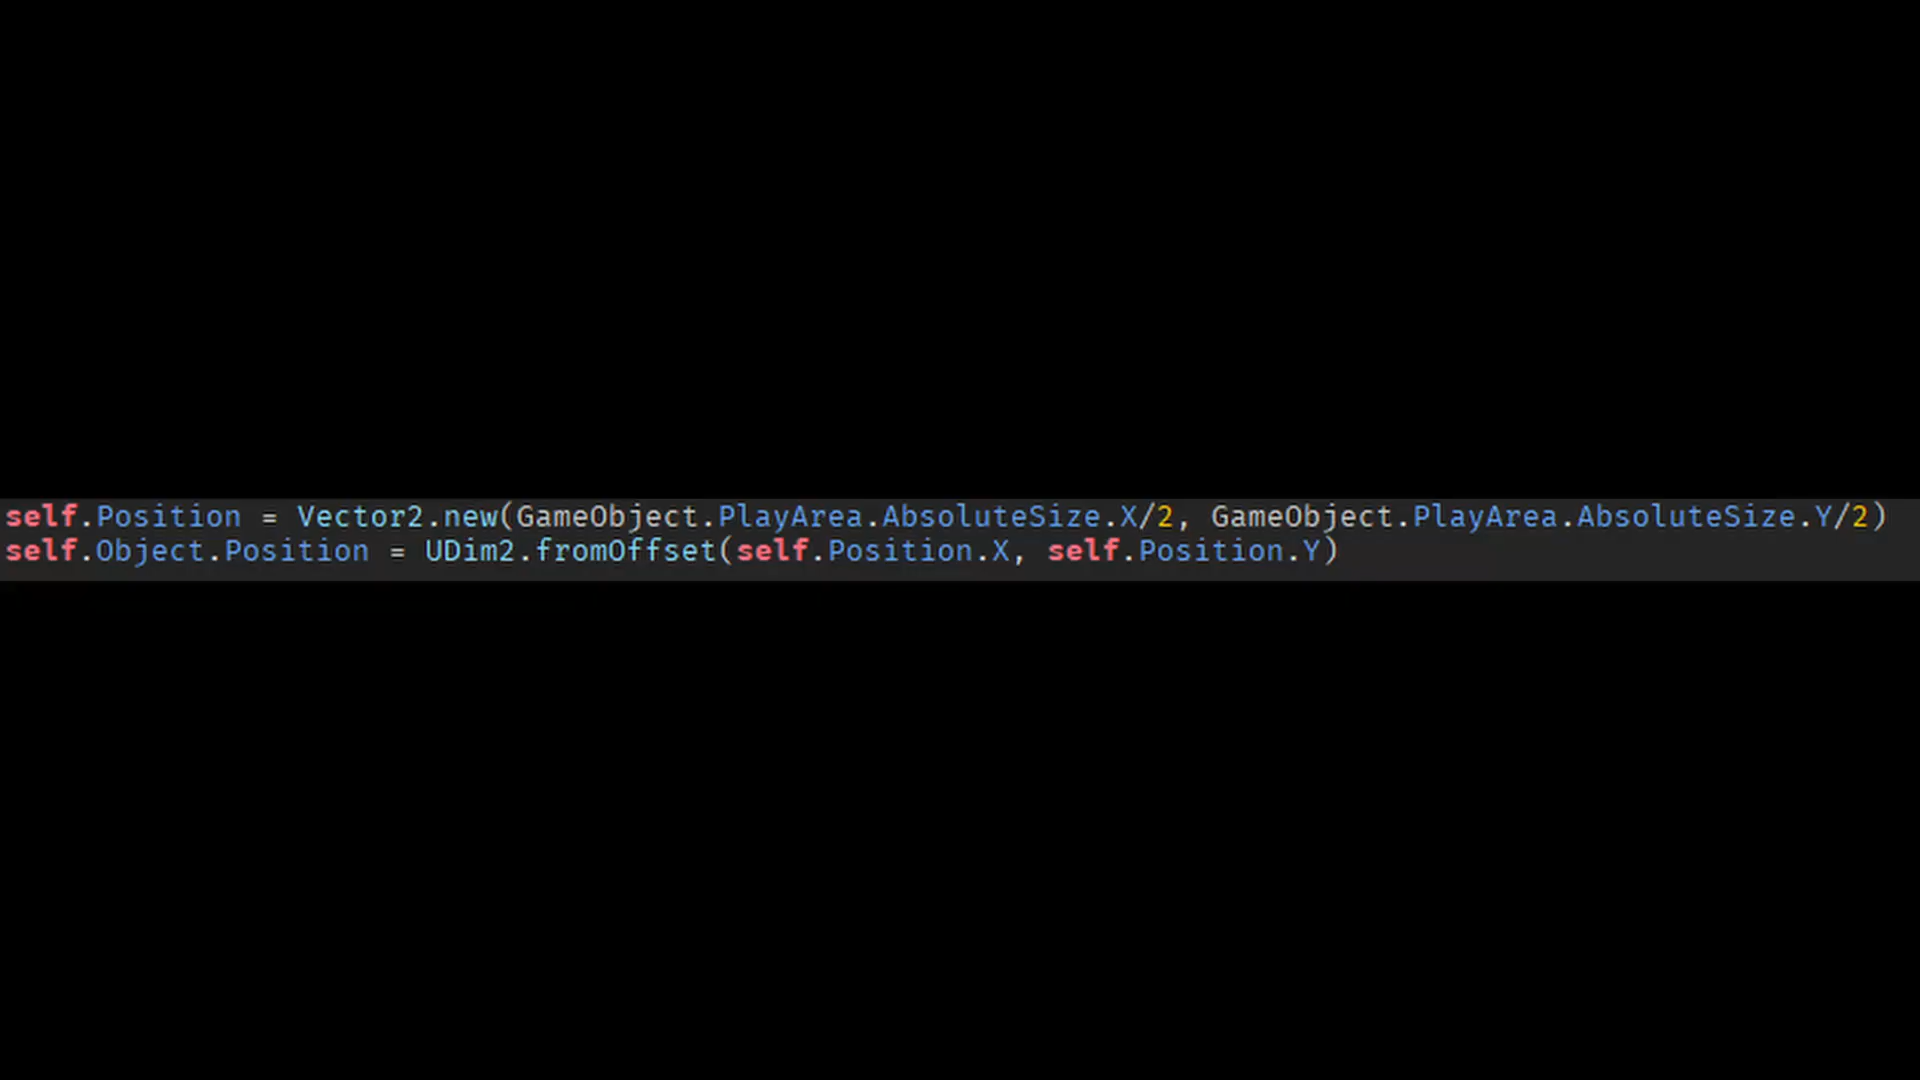 self.Position = Vector2.new(GameObject.PlayArea.AbsoluteSize.X/2, GameObject.PlayArea.AbsoluteSize.Y/2)
self.Object.Position = UDim2.fromOffset(self.Position.X, self.Position.Y)